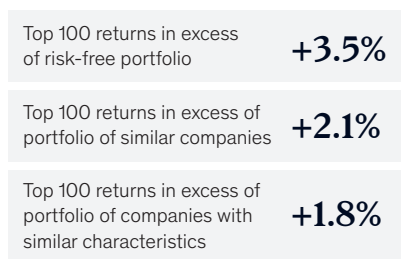 Top 100 returns in excess
of risk-free portfolio
+3.5%
Top 100 returns in excess of
portfolio of similar companies
+2.1%
Top 100 returns in excess of
portfolio of companies with
similar characteristics
+1.8%